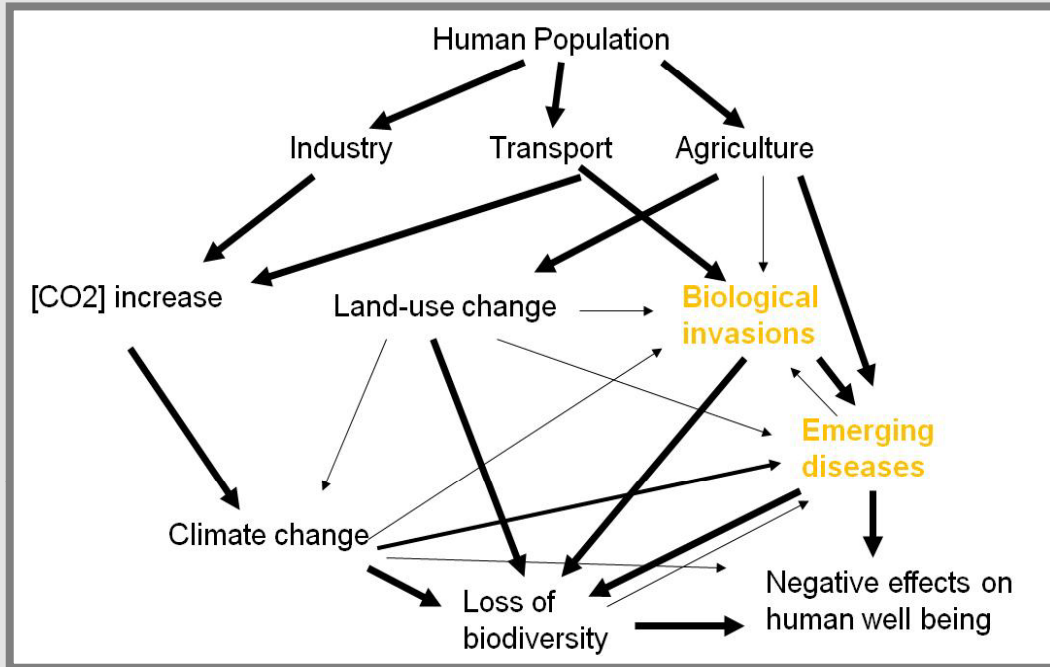 Human Population
Industry
Transport
Agriculture
[CO2] increase
Land-use change
Biological
invasions
Emerging
diseases
Climate change
Loss of
biodiversity
Negative effects on
human well being